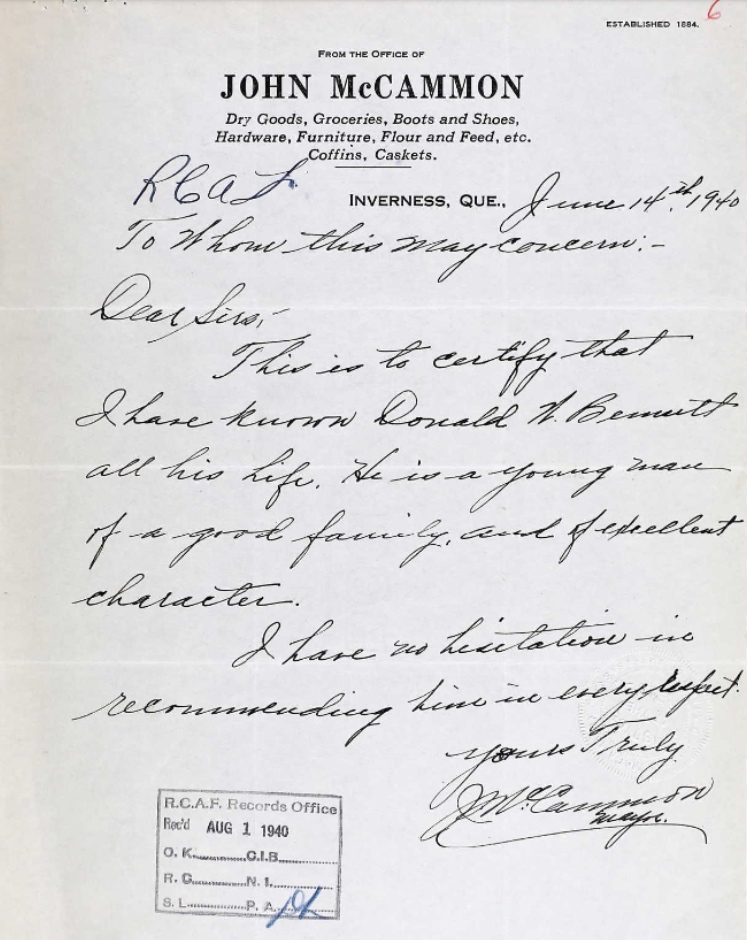 6
ESTABLISHED 1884.
FROM THE OFFICE OF
JOHN McCAMMON
Dry Goods, Groceries, Boots and Shoes,
Hardware, Furniture, Flour and Feed, etc.
Coffins, Caskets.
R C A F.
INVERNESS, QUE., June 14th. 1940
To Whom this may concern:-
Dear Sirs,-
This is to certify that
I have known Donald W. Bennett
all his life. He is a young man
of a good family, and of excellent
character.
I have no hesitation in
recommending him in every respect.
yours Truly
J Mc.Cammon
Mayor.
R.C.A.F. Records Office
Rec'd AUG 1 1940
O. K.............C.I.B...............
R. C.............N. I.................
S. L..............P. A.